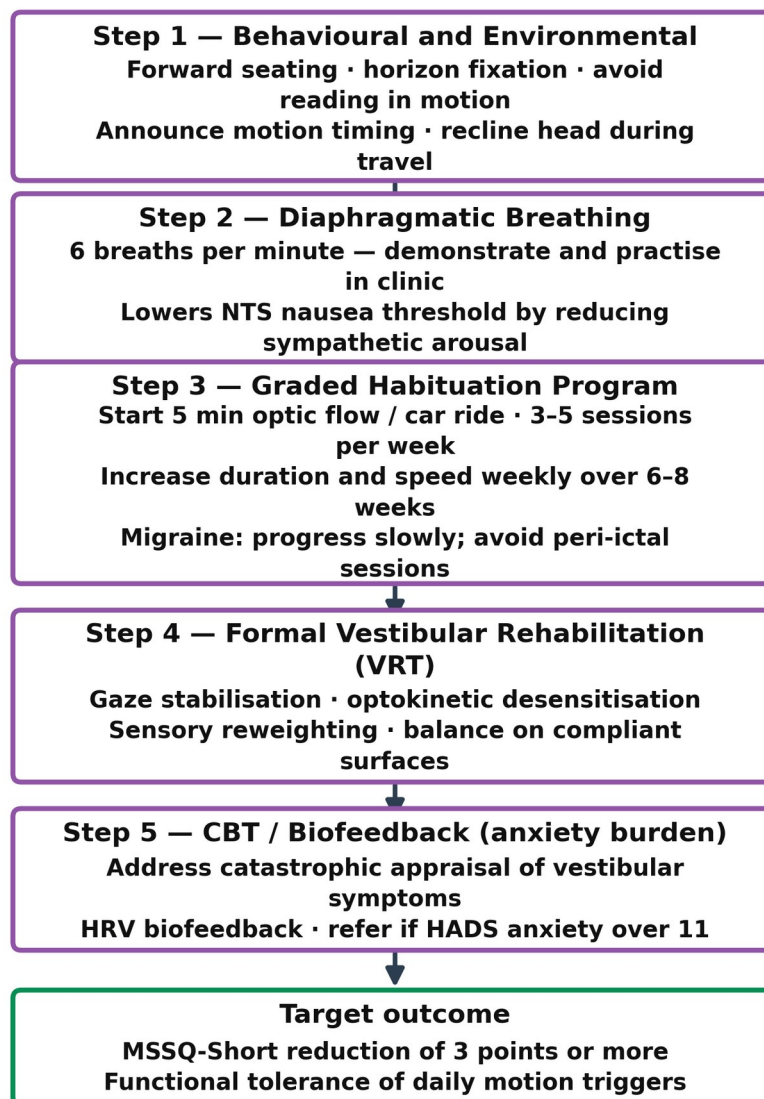 Step 1 — Behavioural and Environmental
Forward seating · horizon fixation · avoid
reading in motion
Announce motion timing · recline head during
travel
Step 2 — Diaphragmatic Breathing
6 breaths per minute — demonstrate and practise
in clinic
Lowers NTS nausea threshold by reducing
sympathetic arousal
Step 3 — Graded Habituation Program
Start 5 min optic flow / car ride · 3–5 sessions
per week
Increase duration and speed weekly over 6–8
weeks
Migraine: progress slowly; avoid peri-ictal
sessions
Step 4 — Formal Vestibular Rehabilitation
(VRT)
Gaze stabilisation · optokinetic desensitisation
Sensory reweighting · balance on compliant
surfaces
Step 5 — CBT / Biofeedback (anxiety burden)
Address catastrophic appraisal of vestibular
symptoms
HRV biofeedback · refer if HADS anxiety over 11
Target outcome
MSSQ-Short reduction of 3 points or more
Functional tolerance of daily motion triggers